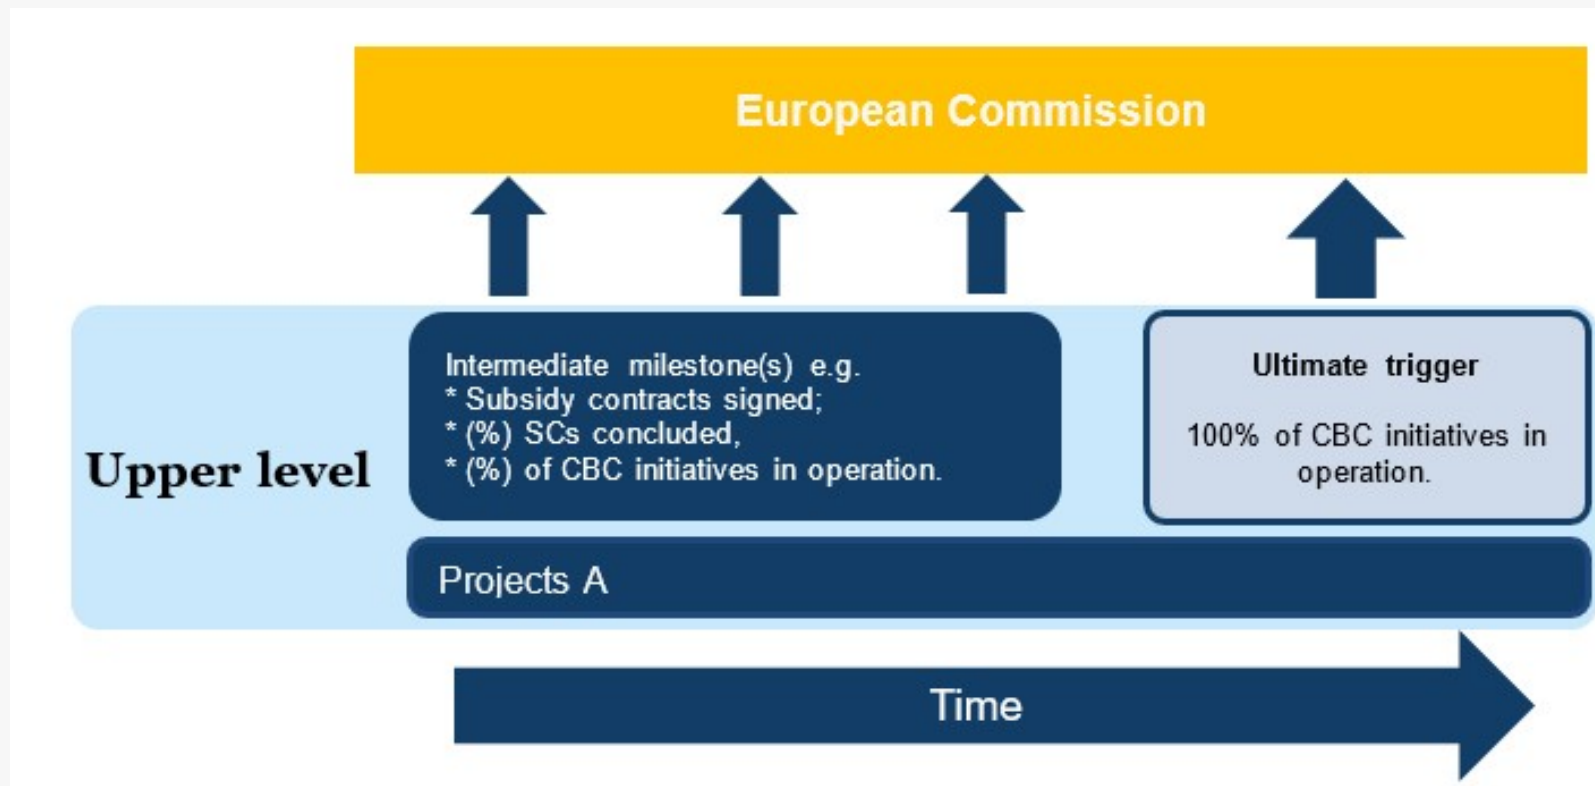 European Commission
Intermediate milestone(s) e.g.
* Subsidy contracts signed;
* (%) SCs concluded,
* (%) of CBC initiatives in operation.
Ultimate trigger
100% of CBC initiatives in
operation.
Upper level
Projects A
Time